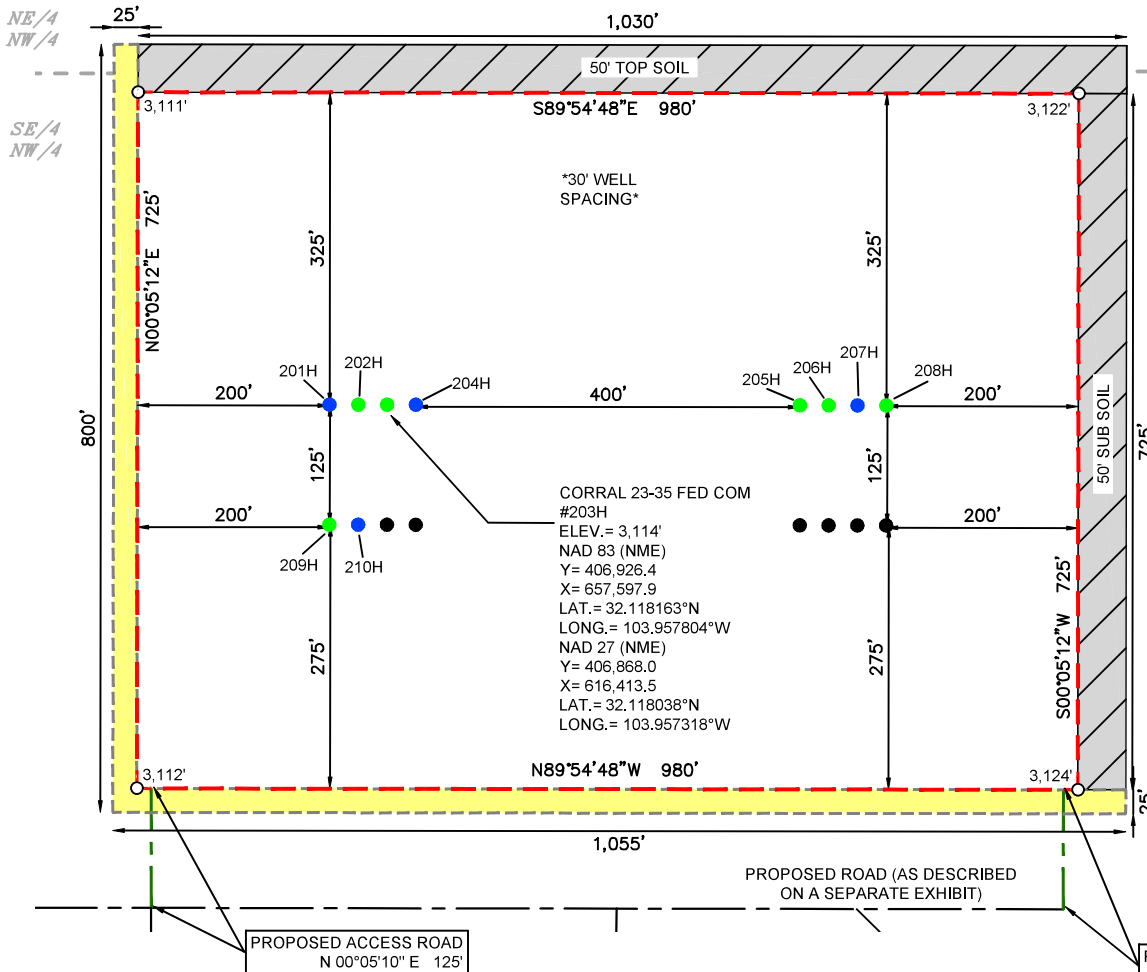 NE/4
NW/4
25'
1,030'
50' TOP SOIL
3,111'
S89°54'48"E 980'
3,122'
SE/4
NW/4
*30' WELL
SPACING*
N00°05'12"E 725'
325'
325'
201H
202H
204H
205H
206H
207H
208H
200'
400'
200'
50' SUB SOIL
800'
725'
125'
125'
200'
200'
209H
210H
CORRAL 23-35 FED COM
#203H
ELEV.= 3,114'
NAD 83 (NME)
Y= 406,926.4
X= 657,597.9
LAT.= 32.118163°N
LONG.= 103.957804°W
NAD 27 (NME)
Y= 406,868.0
X= 616,413.5
LAT.= 32.118038°N
LONG.= 103.957318°W
275'
275'
S00°05'12"W 725'
3,112'
N89°54'48"W 980'
3,124'
25'
1,055'
PROPOSED ROAD (AS DESCRIBED
ON A SEPARATE EXHIBIT)
PROPOSED ACCESS ROAD
N 00°05'10" E 125'